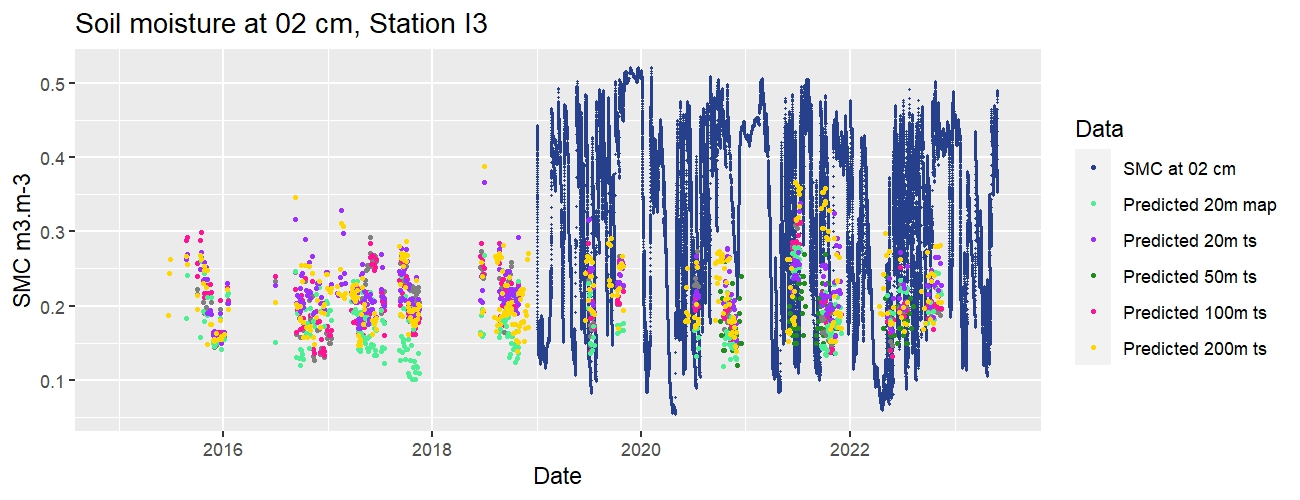 Soil moisture at 02 cm, Station I3
SMC m3.m-3
0.5
0.4
0.3
0.2
0.1
2016
2018
2020
2022
Date
Data
SMC at 02 cm
Predicted 20m map
Predicted 20m ts
Predicted 50m ts
Predicted 100m ts
Predicted 200m ts